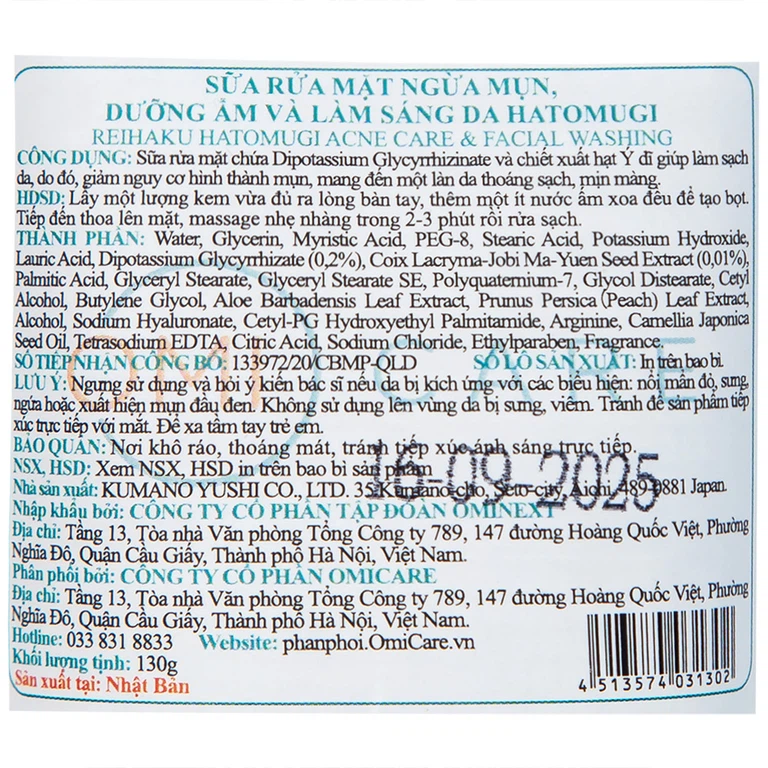 SỮA RỬA MẶT NGỪA MỤN,
DƯỠNG ẨM VÀ LÀM SÁNG DA HATOMUGI
REIHAKU HATOMUGI ACNE CARE & FACIAL WASHING
CÔNG DỤNG: Sữa rửa mặt chứa Dipotassium Glycyrrhizinate và chiết xuất hạt Ý dĩ giúp làm sạch
da, do đó, giảm nguy cơ hình thành mụn, mang đến một làn da thoáng sạch, mịn màng.
HDSD: Lấy một lượng kem vừa đủ ra lòng bàn tay, thêm một ít nước ấm xoa đều để tạo bọt.
Tiếp đến thoa lên mặt, massage nhẹ nhàng trong 2-3 phút rồi rửa sạch.
THÀNH PHẦN: Water, Glycerin, Myristic Acid, PEG-8, Stearic Acid, Potassium Hydroxide,
Lauric Acid, Dipotassium Glycyrrhizate (0,2%), Coix Lacryma-Jobi Ma-Yuen Seed Extract (0,01%),
Palmitic Acid, Glyceryl Stearate, Glyceryl Stearate SE, Polyquaternium-7, Glycol Distearate, Cetyl
Alcohol, Butylene Glycol, Aloe Barbadensis Leaf Extract, Prunus Persica (Peach) Leaf Extract,
Alcohol, Sodium Hyaluronate, Cetyl-PG Hydroxyethyl Palmitamide, Arginine, Camellia Japonica
Seed Oil, Tetrasodium EDTA, Citric Acid, Sodium Chloride, Ethylparaben, Fragrance.
OMI CARE
SỐ TIẾP NHẬN CÔNG BỐ: 133972/20/CBMP-QLD SỐ LÔ SẢN XUẤT: In trên bao bì.
LƯU Ý: Ngưng sử dụng và hỏi ý kiến bác sĩ nếu da bị kích ứng với các biểu hiện: nổi mẩn đỏ, sưng,
ngứa hoặc xuất hiện mụn đầu đen. Không sử dụng lên vùng da bị sưng, viêm. Tránh để sản phẩm tiếp
xúc trực tiếp với mắt. Để xa tầm tay trẻ em.
BẢO QUẢN: Nơi khô ráo, thoáng mát, tránh tiếp xúc ánh sáng trực tiếp.
NSX, HSD: Xem NSX, HSD in trên bao bì sản phẩm
16-09-2025
Nhà sản xuất: KUMANO YUSHI CO., LTD. 35 Kumano-cho, Seto-city, Aichi, 489-0881 Japan.
Nhập khẩu bởi: CÔNG TY CỔ PHẦN TẬP ĐOÀN OMINEXT
Địa chỉ: Tầng 13, Tòa nhà Văn phòng Tổng Công ty 789, 147 đường Hoàng Quốc Việt, Phường
Nghĩa Đô, Quận Cầu Giấy, Thành phố Hà Nội, Việt Nam.
Phân phối bởi: CÔNG TY CỔ PHẦN OMICARE
Địa chỉ: Tầng 13, Tòa nhà Văn phòng Tổng Công ty 789, 147 đường Hoàng Quốc Việt, Phường
Nghĩa Đô, Quận Cầu Giấy, Thành phố Hà Nội, Việt Nam.
Hotline: 033 831 8833 Website: phanphoi.OmiCare.vn
Khối lượng tịnh: 130g
Sản xuất tại: Nhật Bản
4 513574 031302